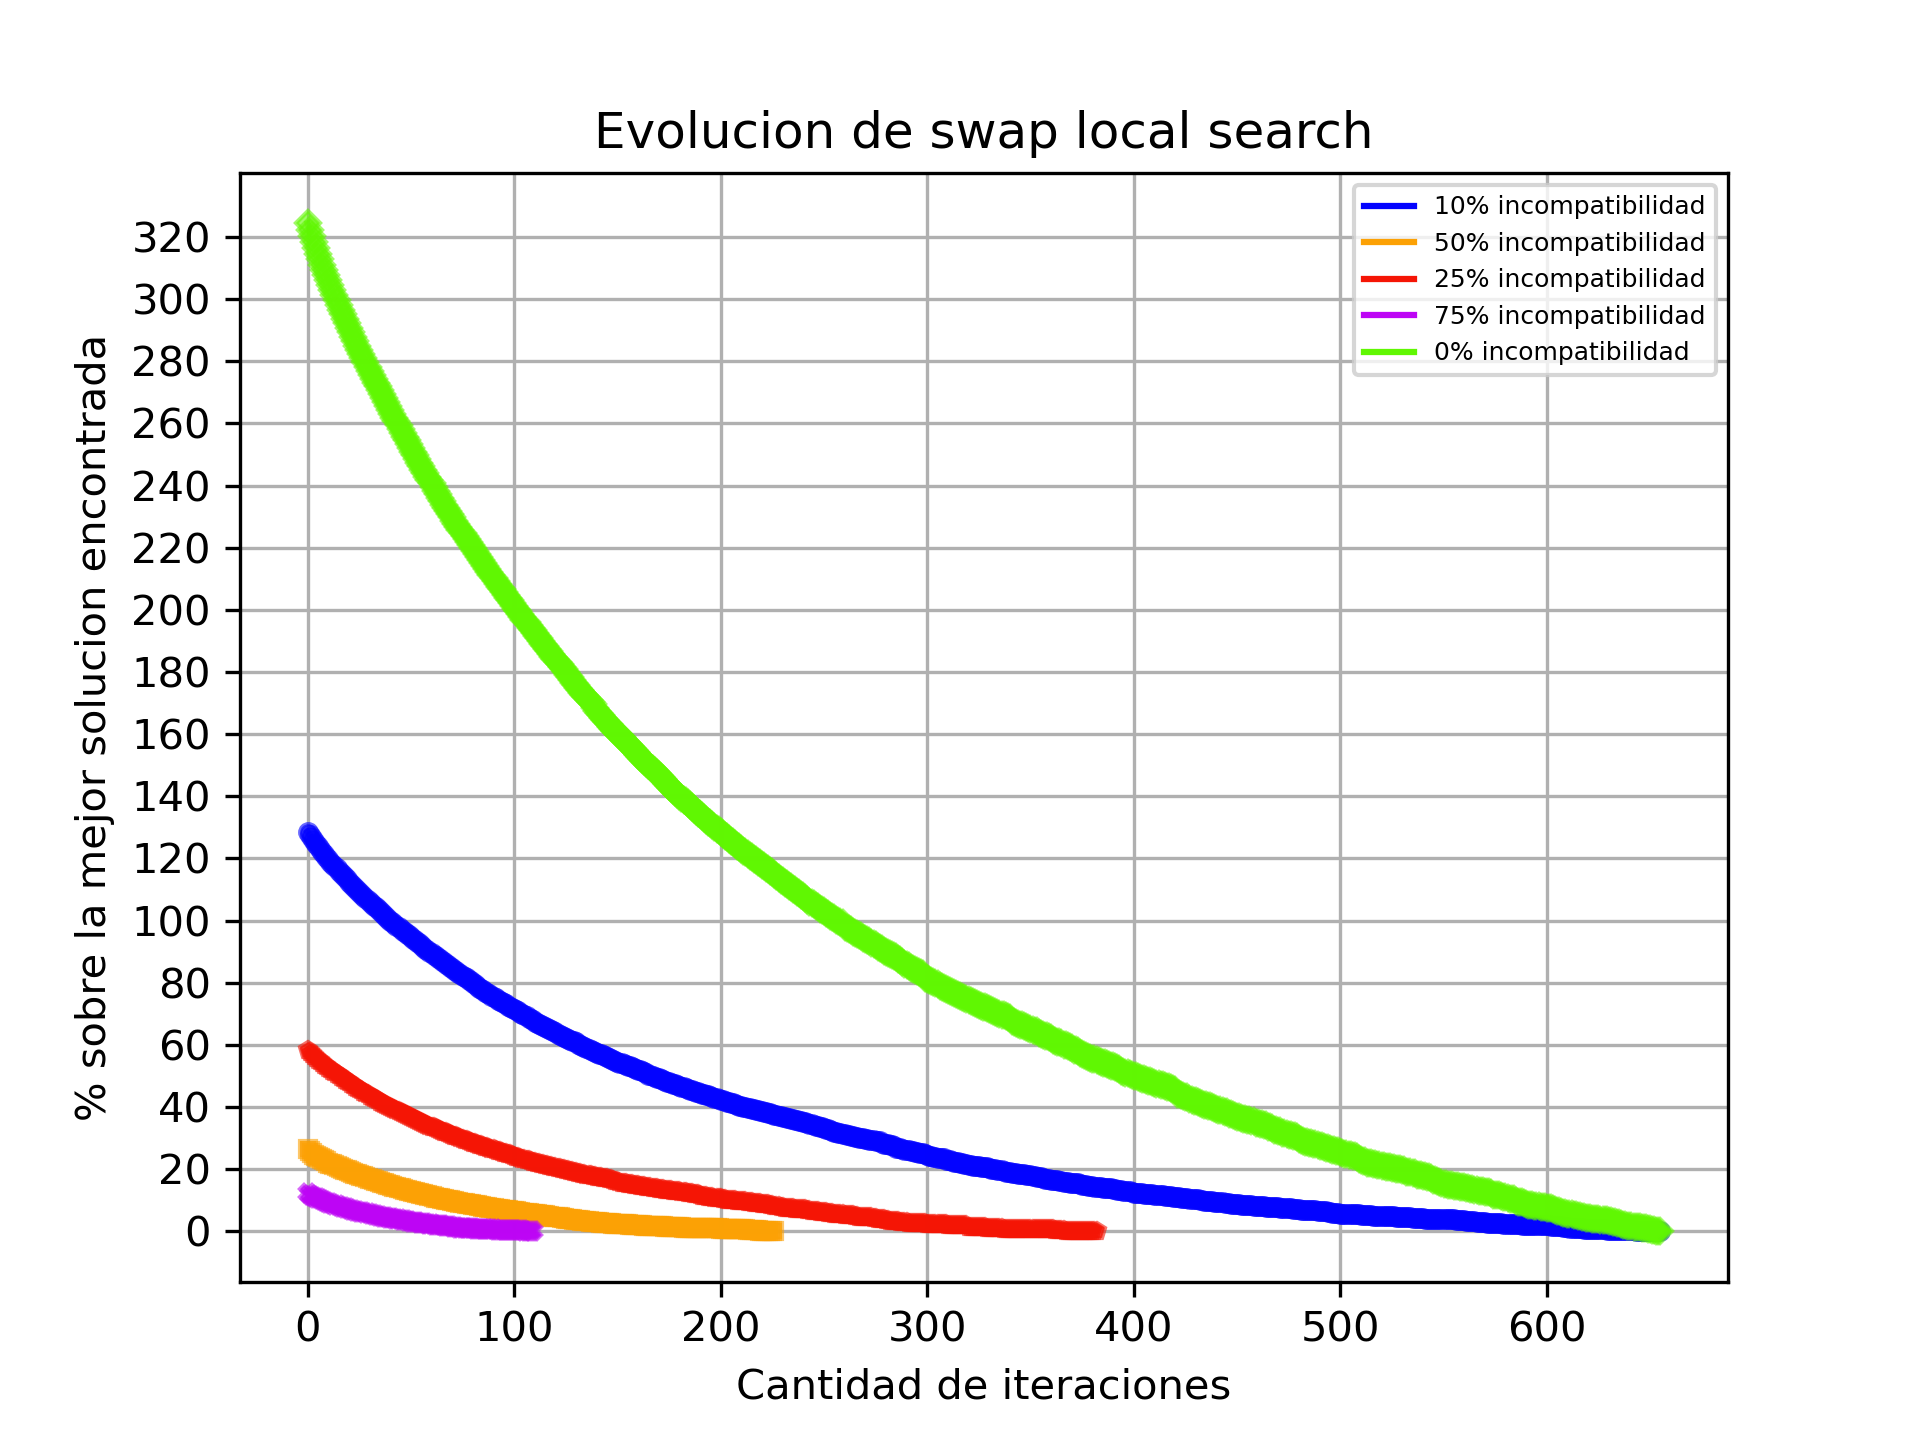 Evolucion de swap local search
% sobre la mejor solucion encontrada
320
300
280
260
240
220
200
180
160
140
120
100
80
60
40
20
0
10% incompatibilidad
50% incompatibilidad
25% incompatibilidad
75% incompatibilidad
0% incompatibilidad
0 100 200 300 400 500 600
Cantidad de iteraciones